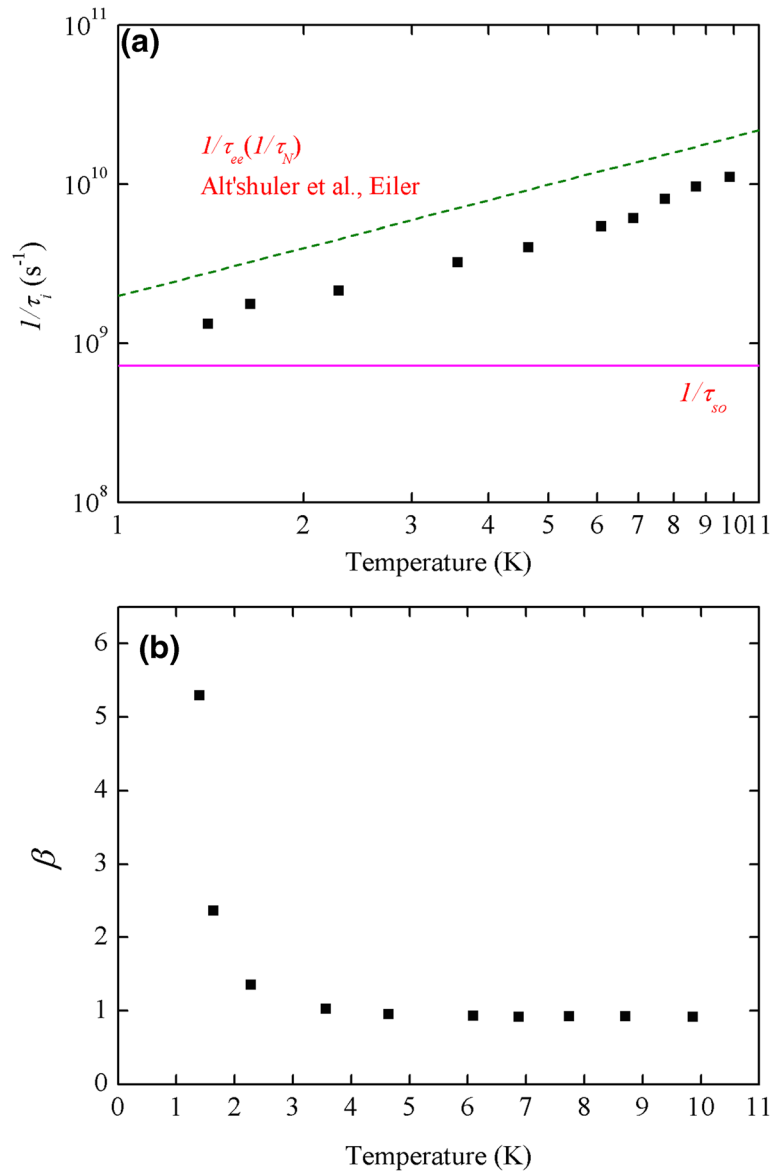 (a)
10^11
10^10
10^9
10^8
1/τ_i (s^-1)
1/τ_ee(1/τ_N)
Alt'shuler et al., Eiler
1/τ_so
1 2 3 4 5 6 7 8 9 10 11
Temperature (K)
(b)
6
5
4
3
2
1
0
β
0 1 2 3 4 5 6 7 8 9 10 11
Temperature (K)